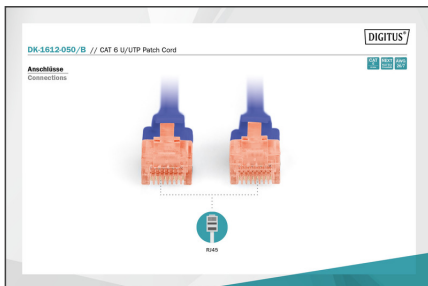 DIGITUS®
DK-1612-050/B // CAT 6 U/UTP Patch Cord
Anschlüsse
Connections
RJ45